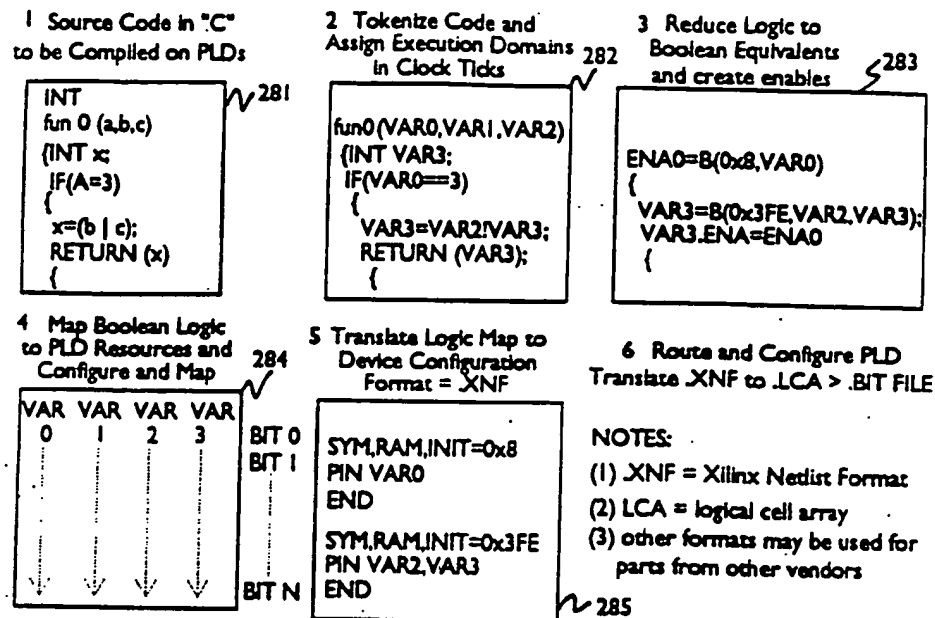 1 Source Code in "C"
to be Compiled on PLDs
281
INT
fun 0 (a,b,c)
{INT x;
IF(A=3)
{
x=(b | c);
RETURN (x)
{
2 Tokenize Code and
Assign Execution Domains
in Clock Ticks
282
fun0(VAR0,VAR1,VAR2)
{INT VAR3;
IF(VAR0==3)
{
VAR3=VAR2!VAR3;
RETURN (VAR3);
{
3 Reduce Logic to
Boolean Equivalents
and create enables
283
ENA0=B(0x8,VAR0)
{
VAR3=B(0x3FE,VAR2,VAR3);
VAR3.ENA=ENA0
{
4 Map Boolean Logic
to PLD Resources and
Configure and Map
284
VAR VAR VAR VAR
0 1 2 3
BIT 0
BIT 1
BIT N
5 Translate Logic Map to
Device Configuration
Format = .XNF
SYM,RAM,INIT=0x8
PIN VAR0
END
SYM,RAM,INIT=0x3FE
PIN VAR2,VAR3
END
285
6 Route and Configure PLD
Translate .XNF to .LCA > .BIT FILE
NOTES:
(1) .XNF = Xilinx Netlist Format
(2) LCA = logical cell array
(3) other formats may be used for
parts from other vendors